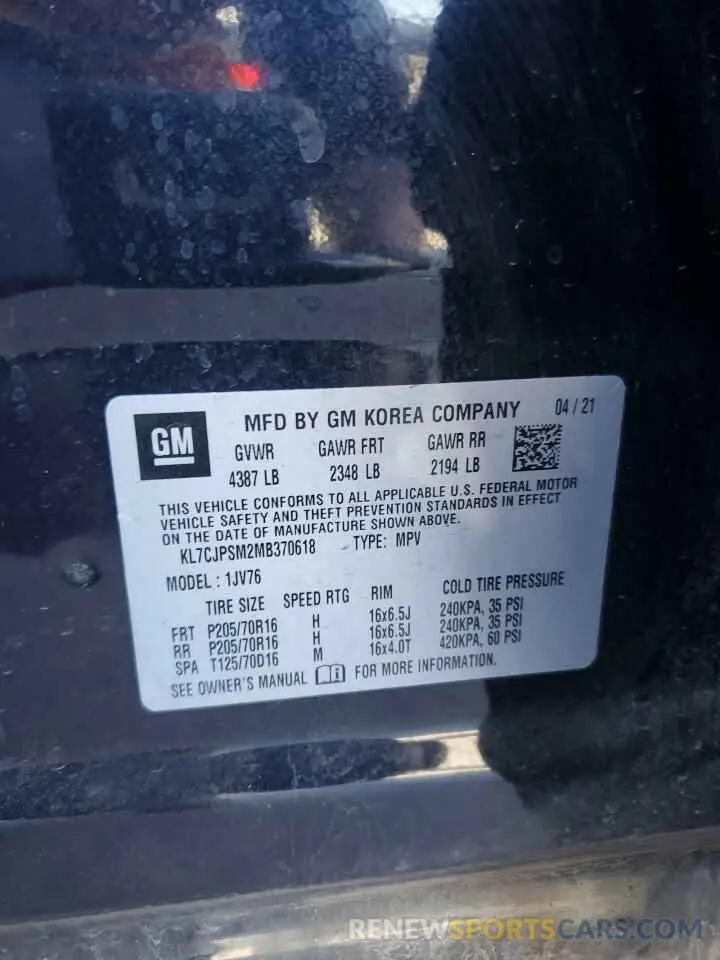 GM
MFD BY GM KOREA COMPANY 04 / 21
GVWR GAWR FRT GAWR RR
4387 LB 2348 LB 2194 LB
THIS VEHICLE CONFORMS TO ALL APPLICABLE U.S. FEDERAL MOTOR
VEHICLE SAFETY AND THEFT PREVENTION STANDARDS IN EFFECT
ON THE DATE OF MANUFACTURE SHOWN ABOVE.
KL7CJPSM2MB370618 TYPE: MPV
MODEL : 1JV76
TIRE SIZE SPEED RTG RIM COLD TIRE PRESSURE
FRT P205/70R16 H 16x6.5J 240KPA, 35 PSI
RR P205/70R16 H 16x6.5J 240KPA, 35 PSI
SPA T125/70D16 M 16x4.0T 420KPA, 60 PSI
SEE OWNER'S MANUAL FOR MORE INFORMATION.
RENEWSPORTSCARS.COM